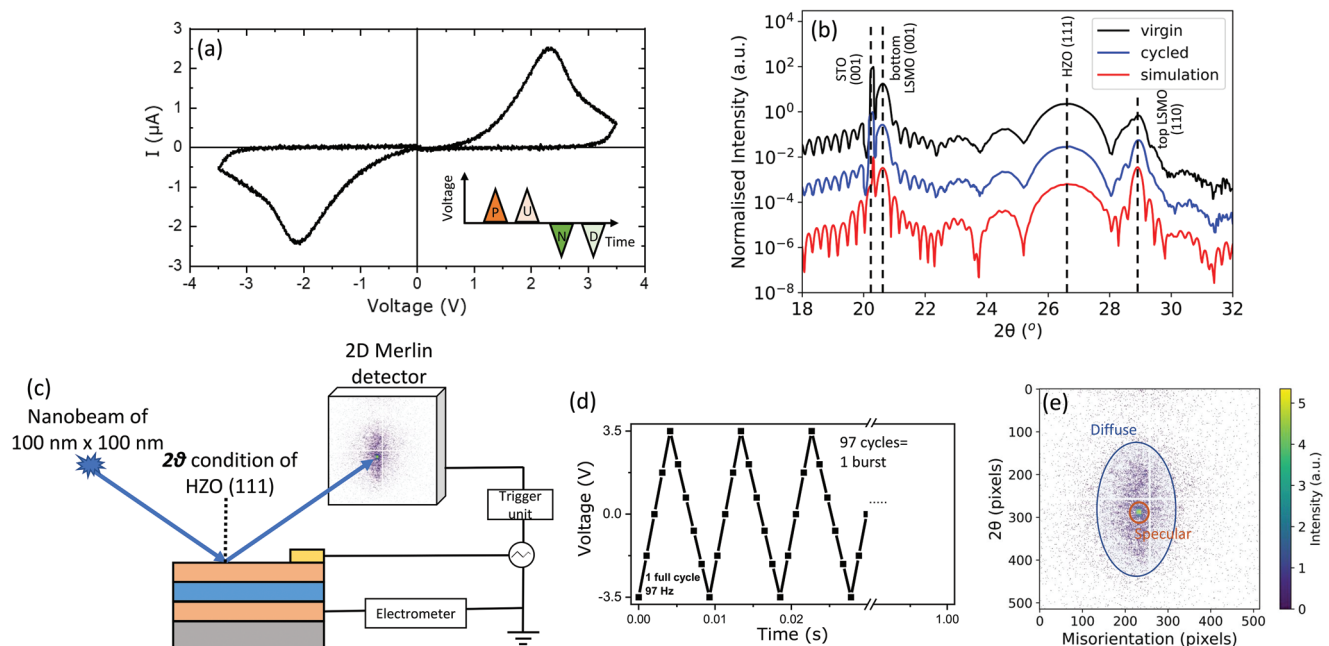 (a)
3
2
1
0
-1
-2
-3
I (µA)
-4
-3
-2
-1
0
1
2
3
4
Voltage (V)
Voltage
P
U
N
D
Time
(b)
virgin
cycled
simulation
STO
(001)
bottom
LSMO (001)
HZO (111)
top LSMO
(110)
Normalised Intensity (a.u.)
10²
10⁰
10⁻²
10⁻⁴
10⁻⁶
10⁻⁸
18
20
22
24
26
28
30
32
2θ (°)
(c)
Nanobeam of
100 nm x 100 nm
2ϑ condition of
HZO (111)
2D Merlin
detector
Trigger
unit
Electrometer
(d)
3.5
0.0
-3.5
Voltage (V)
97 cycles=
1 burst
.....
1 full cycle
97 Hz
0.00
0.01
0.02
1.00
Time (s)
(e)
0
100
200
300
400
500
2θ (pixels)
Diffuse
Specular
0
100
200
300
400
500
Misorientation (pixels)
5
4
3
2
1
0
Intensity (a.u.)